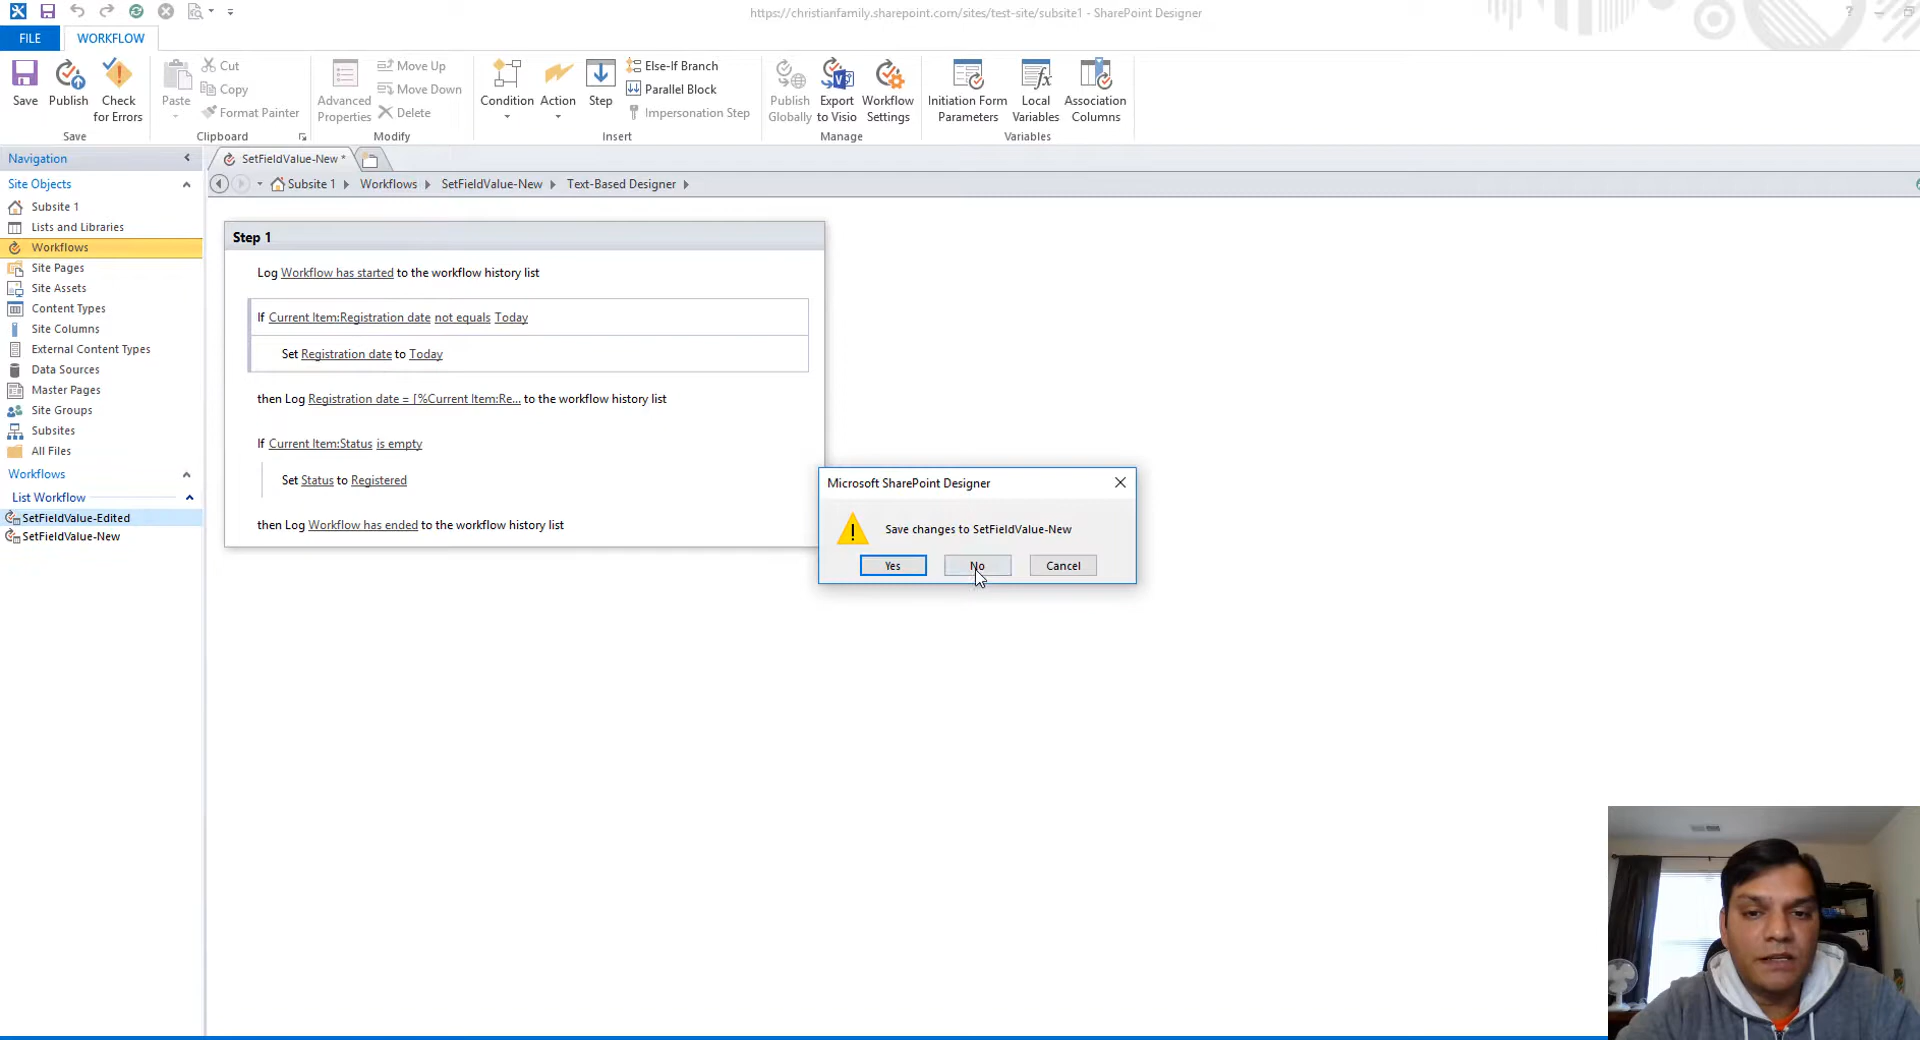 https://christianfamily.sharepoint.com/sites/test-site/subsite1 - SharePoint Designer
?
FILE
WORKFLOW
Save
Publish
Check for Errors
Save
Paste
Cut
Copy
Format Painter
Clipboard
Advanced Properties
Move Up
Move Down
Delete
Modify
Condition
Action
Step
Else-If Branch
Parallel Block
Impersonation Step
Insert
Publish Globally
Export to Visio
Workflow Settings
Manage
Initiation Form Parameters
Local Variables
Association Columns
Variables
Navigation
Site Objects
Subsite 1
Lists and Libraries
Workflows
Site Pages
Site Assets
Content Types
Site Columns
External Content Types
Data Sources
Master Pages
Site Groups
Subsites
All Files
Workflows
List Workflow
SetFieldValue-Edited
SetFieldValue-New
SetFieldValue-New *
Subsite 1 Workflows SetFieldValue-New Text-Based Designer
Step 1
Log Workflow has started to the workflow history list
If Current Item:Registration date not equals Today
Set Registration date to Today
then Log Registration date = [%Current Item:Re... to the workflow history list
If Current Item:Status is empty
Set Status to Registered
then Log Workflow has ended to the workflow history list
Microsoft SharePoint Designer
Save changes to SetFieldValue-New
Yes No Cancel